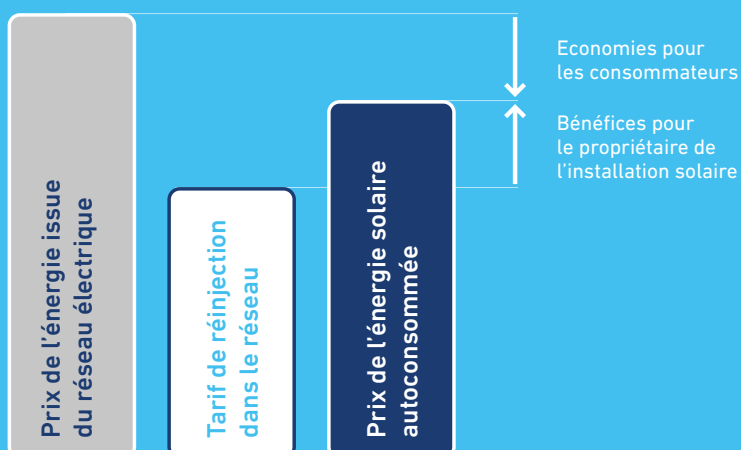 Economies pour
les consommateurs
Bénéfices pour
le propriétaire de
l'installation solaire
Prix de l'énergie issue
du réseau électrique
Tarif de réinjection
dans le réseau
Prix de l'énergie solaire
autoconsommée